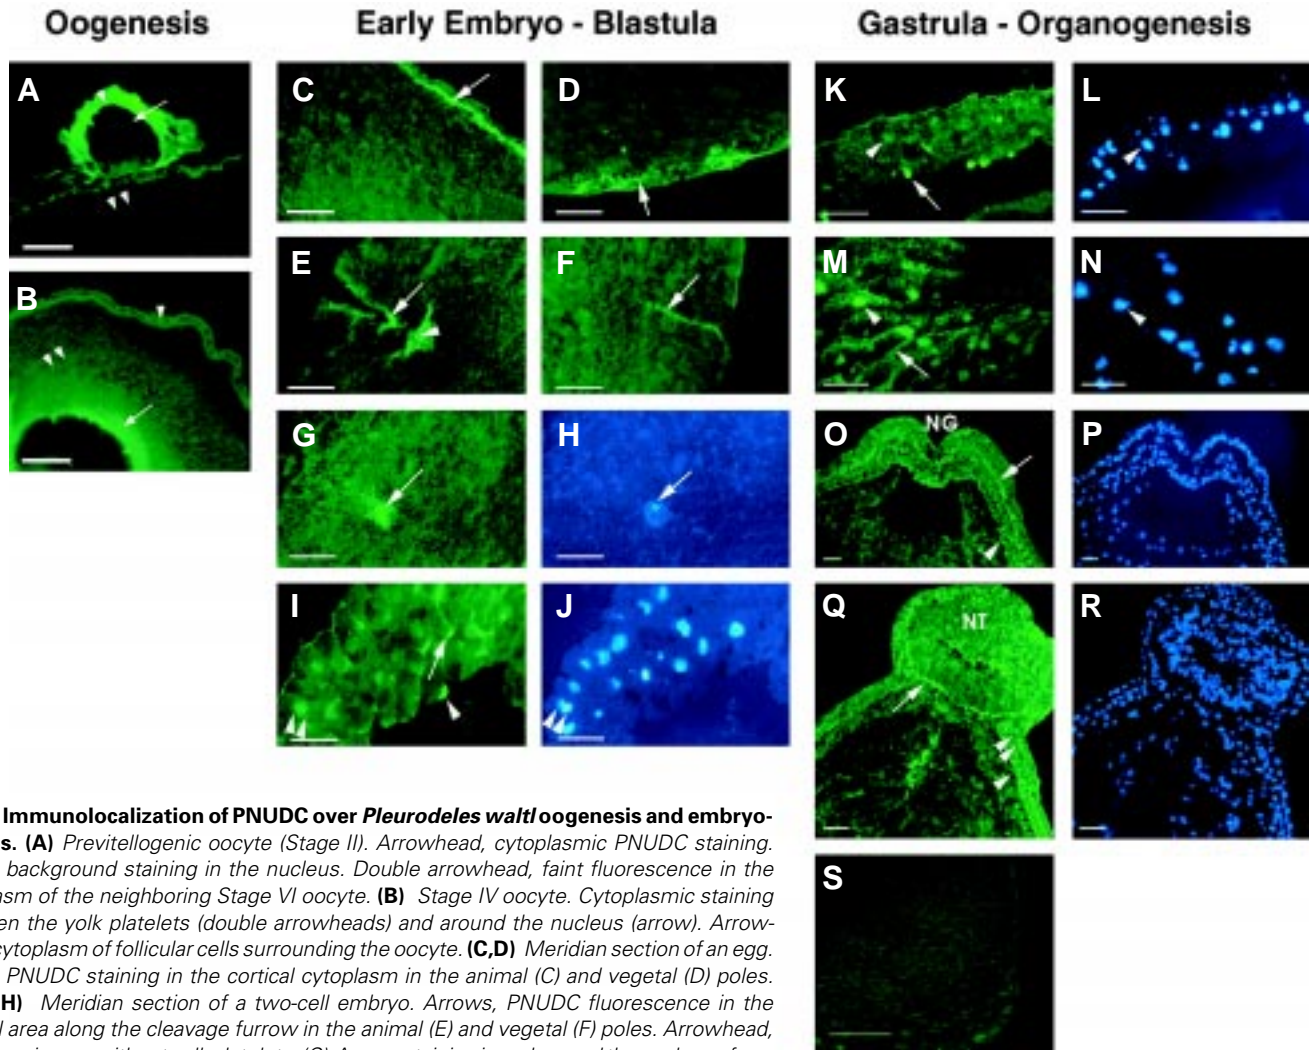 Oogenesis
Early Embryo - Blastula
Gastrula - Organogenesis
A
B
C
D
E
F
G
H
I
J
K
L
M
N
O
NG
P
Q
NT
R
S
Immunolocalization of PNUDC over Pleurodeles waltl oogenesis and embryo-
s. (A) Previtellogenic oocyte (Stage II). Arrowhead, cytoplasmic PNUDC staining.
background staining in the nucleus. Double arrowhead, faint fluorescence in the
asm of the neighboring Stage VI oocyte. (B) Stage IV oocyte. Cytoplasmic staining
en the yolk platelets (double arrowheads) and around the nucleus (arrow). Arrow-
cytoplasm of follicular cells surrounding the oocyte. (C,D) Meridian section of an egg.
PNUDC staining in the cortical cytoplasm in the animal (C) and vegetal (D) poles.
H) Meridian section of a two-cell embryo. Arrows, PNUDC fluorescence in the
l area along the cleavage furrow in the animal (E) and vegetal (F) poles. Arrowhead,